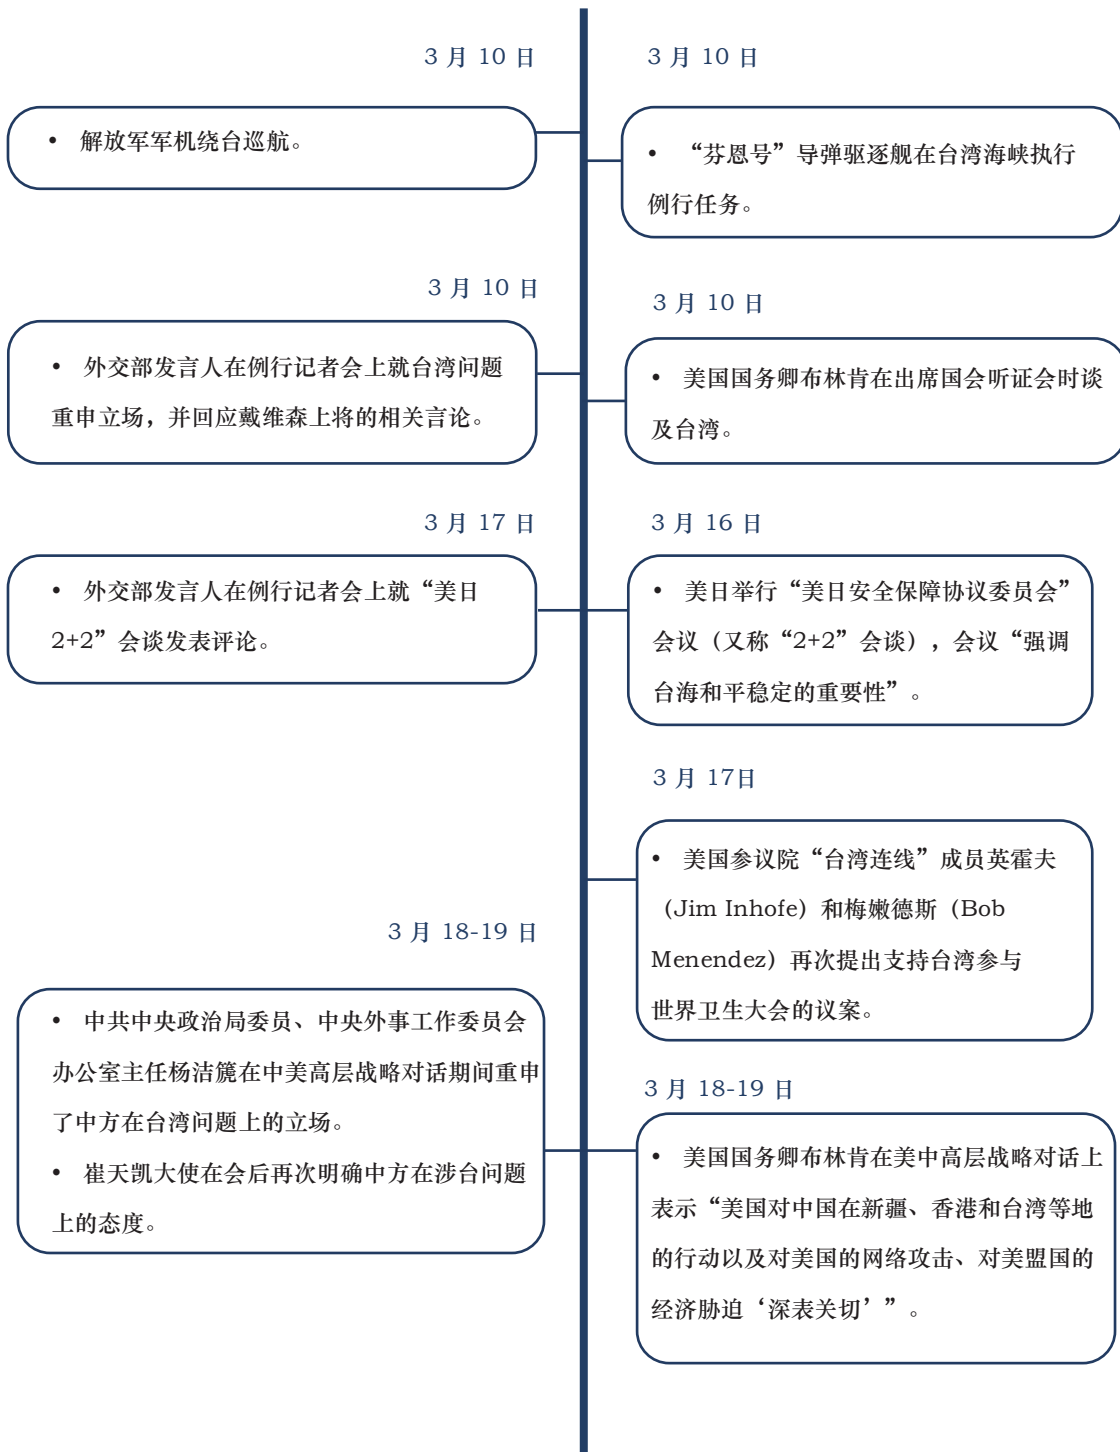 3 月 10 日
• 解放军军机绕台巡航。
3 月 10 日
• “芬恩号”导弹驱逐舰在台湾海峡执行
例行任务。
3 月 10 日
• 外交部发言人在例行记者会上就台湾问题
重申立场，并回应戴维森上将的相关言论。
3 月 10 日
• 美国国务卿布林肯在出席国会听证会时谈
及台湾。
3 月 17 日
• 外交部发言人在例行记者会上就“美日
2+2”会谈发表评论。
3 月 16 日
• 美日举行“美日安全保障协议委员会”
会议（又称“2+2”会谈），会议“强调
台海和平稳定的重要性”。
3 月 17日
• 美国参议院“台湾连线”成员英霍夫
（Jim Inhofe）和梅嫩德斯（Bob
Menendez）再次提出支持台湾参与
世界卫生大会的议案。
3 月 18-19 日
• 中共中央政治局委员、中央外事工作委员会
办公室主任杨洁篪在中美高层战略对话期间重申
了中方在台湾问题上的立场。
• 崔天凯大使在会后再次明确中方在涉台问题
上的态度。
3 月 18-19 日
• 美国国务卿布林肯在美中高层战略对话上
表示“美国对中国在新疆、香港和台湾等地
的行动以及对美国的网络攻击、对美盟国的
经济胁迫‘深表关切’”。